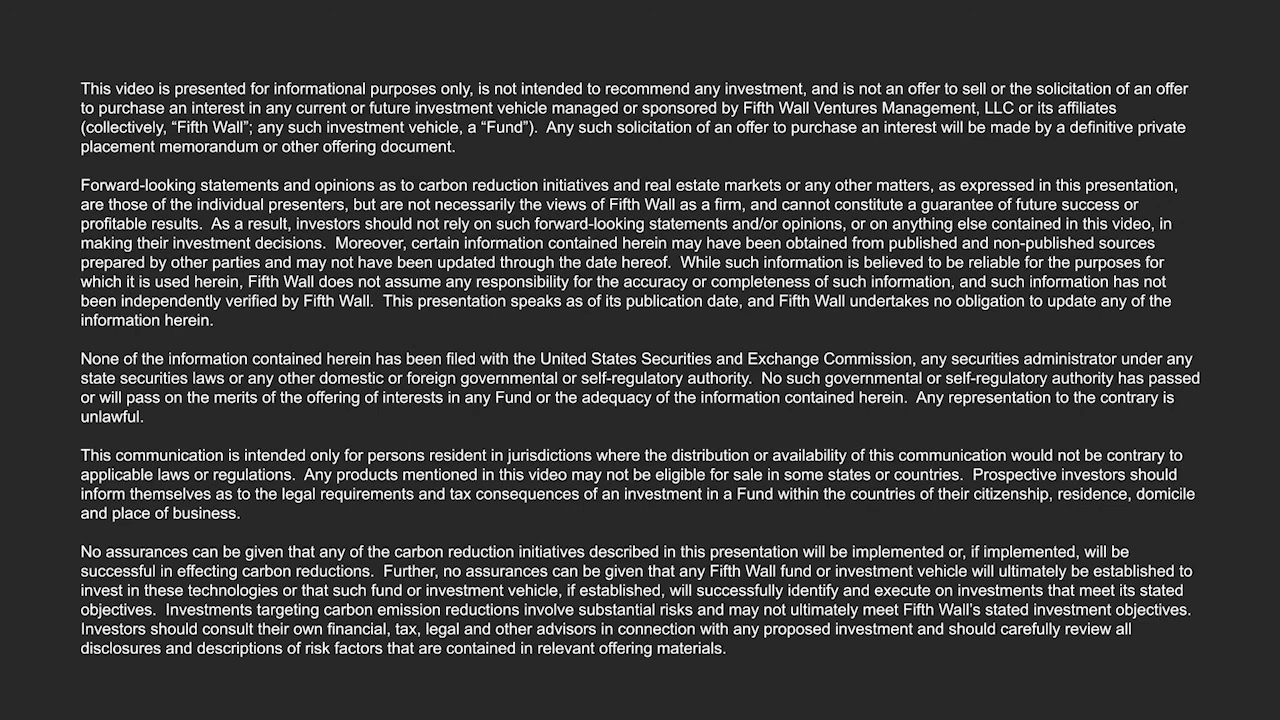 This video is presented for informational purposes only, is not intended to recommend any investment, and is not an offer to sell or the solicitation of an offer
to purchase an interest in any current or future investment vehicle managed or sponsored by Fifth Wall Ventures Management, LLC or its affiliates
(collectively, “Fifth Wall”; any such investment vehicle, a “Fund”).  Any such solicitation of an offer to purchase an interest will be made by a definitive private
placement memorandum or other offering document.
Forward-looking statements and opinions as to carbon reduction initiatives and real estate markets or any other matters, as expressed in this presentation,
are those of the individual presenters, but are not necessarily the views of Fifth Wall as a firm, and cannot constitute a guarantee of future success or
profitable results.  As a result, investors should not rely on such forward-looking statements and/or opinions, or on anything else contained in this video, in
making their investment decisions.  Moreover, certain information contained herein may have been obtained from published and non-published sources
prepared by other parties and may not have been updated through the date hereof.  While such information is believed to be reliable for the purposes for
which it is used herein, Fifth Wall does not assume any responsibility for the accuracy or completeness of such information, and such information has not
been independently verified by Fifth Wall.  This presentation speaks as of its publication date, and Fifth Wall undertakes no obligation to update any of the
information herein.
None of the information contained herein has been filed with the United States Securities and Exchange Commission, any securities administrator under any
state securities laws or any other domestic or foreign governmental or self-regulatory authority.  No such governmental or self-regulatory authority has passed
or will pass on the merits of the offering of interests in any Fund or the adequacy of the information contained herein.  Any representation to the contrary is
unlawful.
This communication is intended only for persons resident in jurisdictions where the distribution or availability of this communication would not be contrary to
applicable laws or regulations.  Any products mentioned in this video may not be eligible for sale in some states or countries.  Prospective investors should
inform themselves as to the legal requirements and tax consequences of an investment in a Fund within the countries of their citizenship, residence, domicile
and place of business.
No assurances can be given that any of the carbon reduction initiatives described in this presentation will be implemented or, if implemented, will be
successful in effecting carbon reductions.  Further, no assurances can be given that any Fifth Wall fund or investment vehicle will ultimately be established to
invest in these technologies or that such fund or investment vehicle, if established, will successfully identify and execute on investments that meet its stated
objectives.  Investments targeting carbon emission reductions involve substantial risks and may not ultimately meet Fifth Wall’s stated investment objectives.
Investors should consult their own financial, tax, legal and other advisors in connection with any proposed investment and should carefully review all
disclosures and descriptions of risk factors that are contained in relevant offering materials.